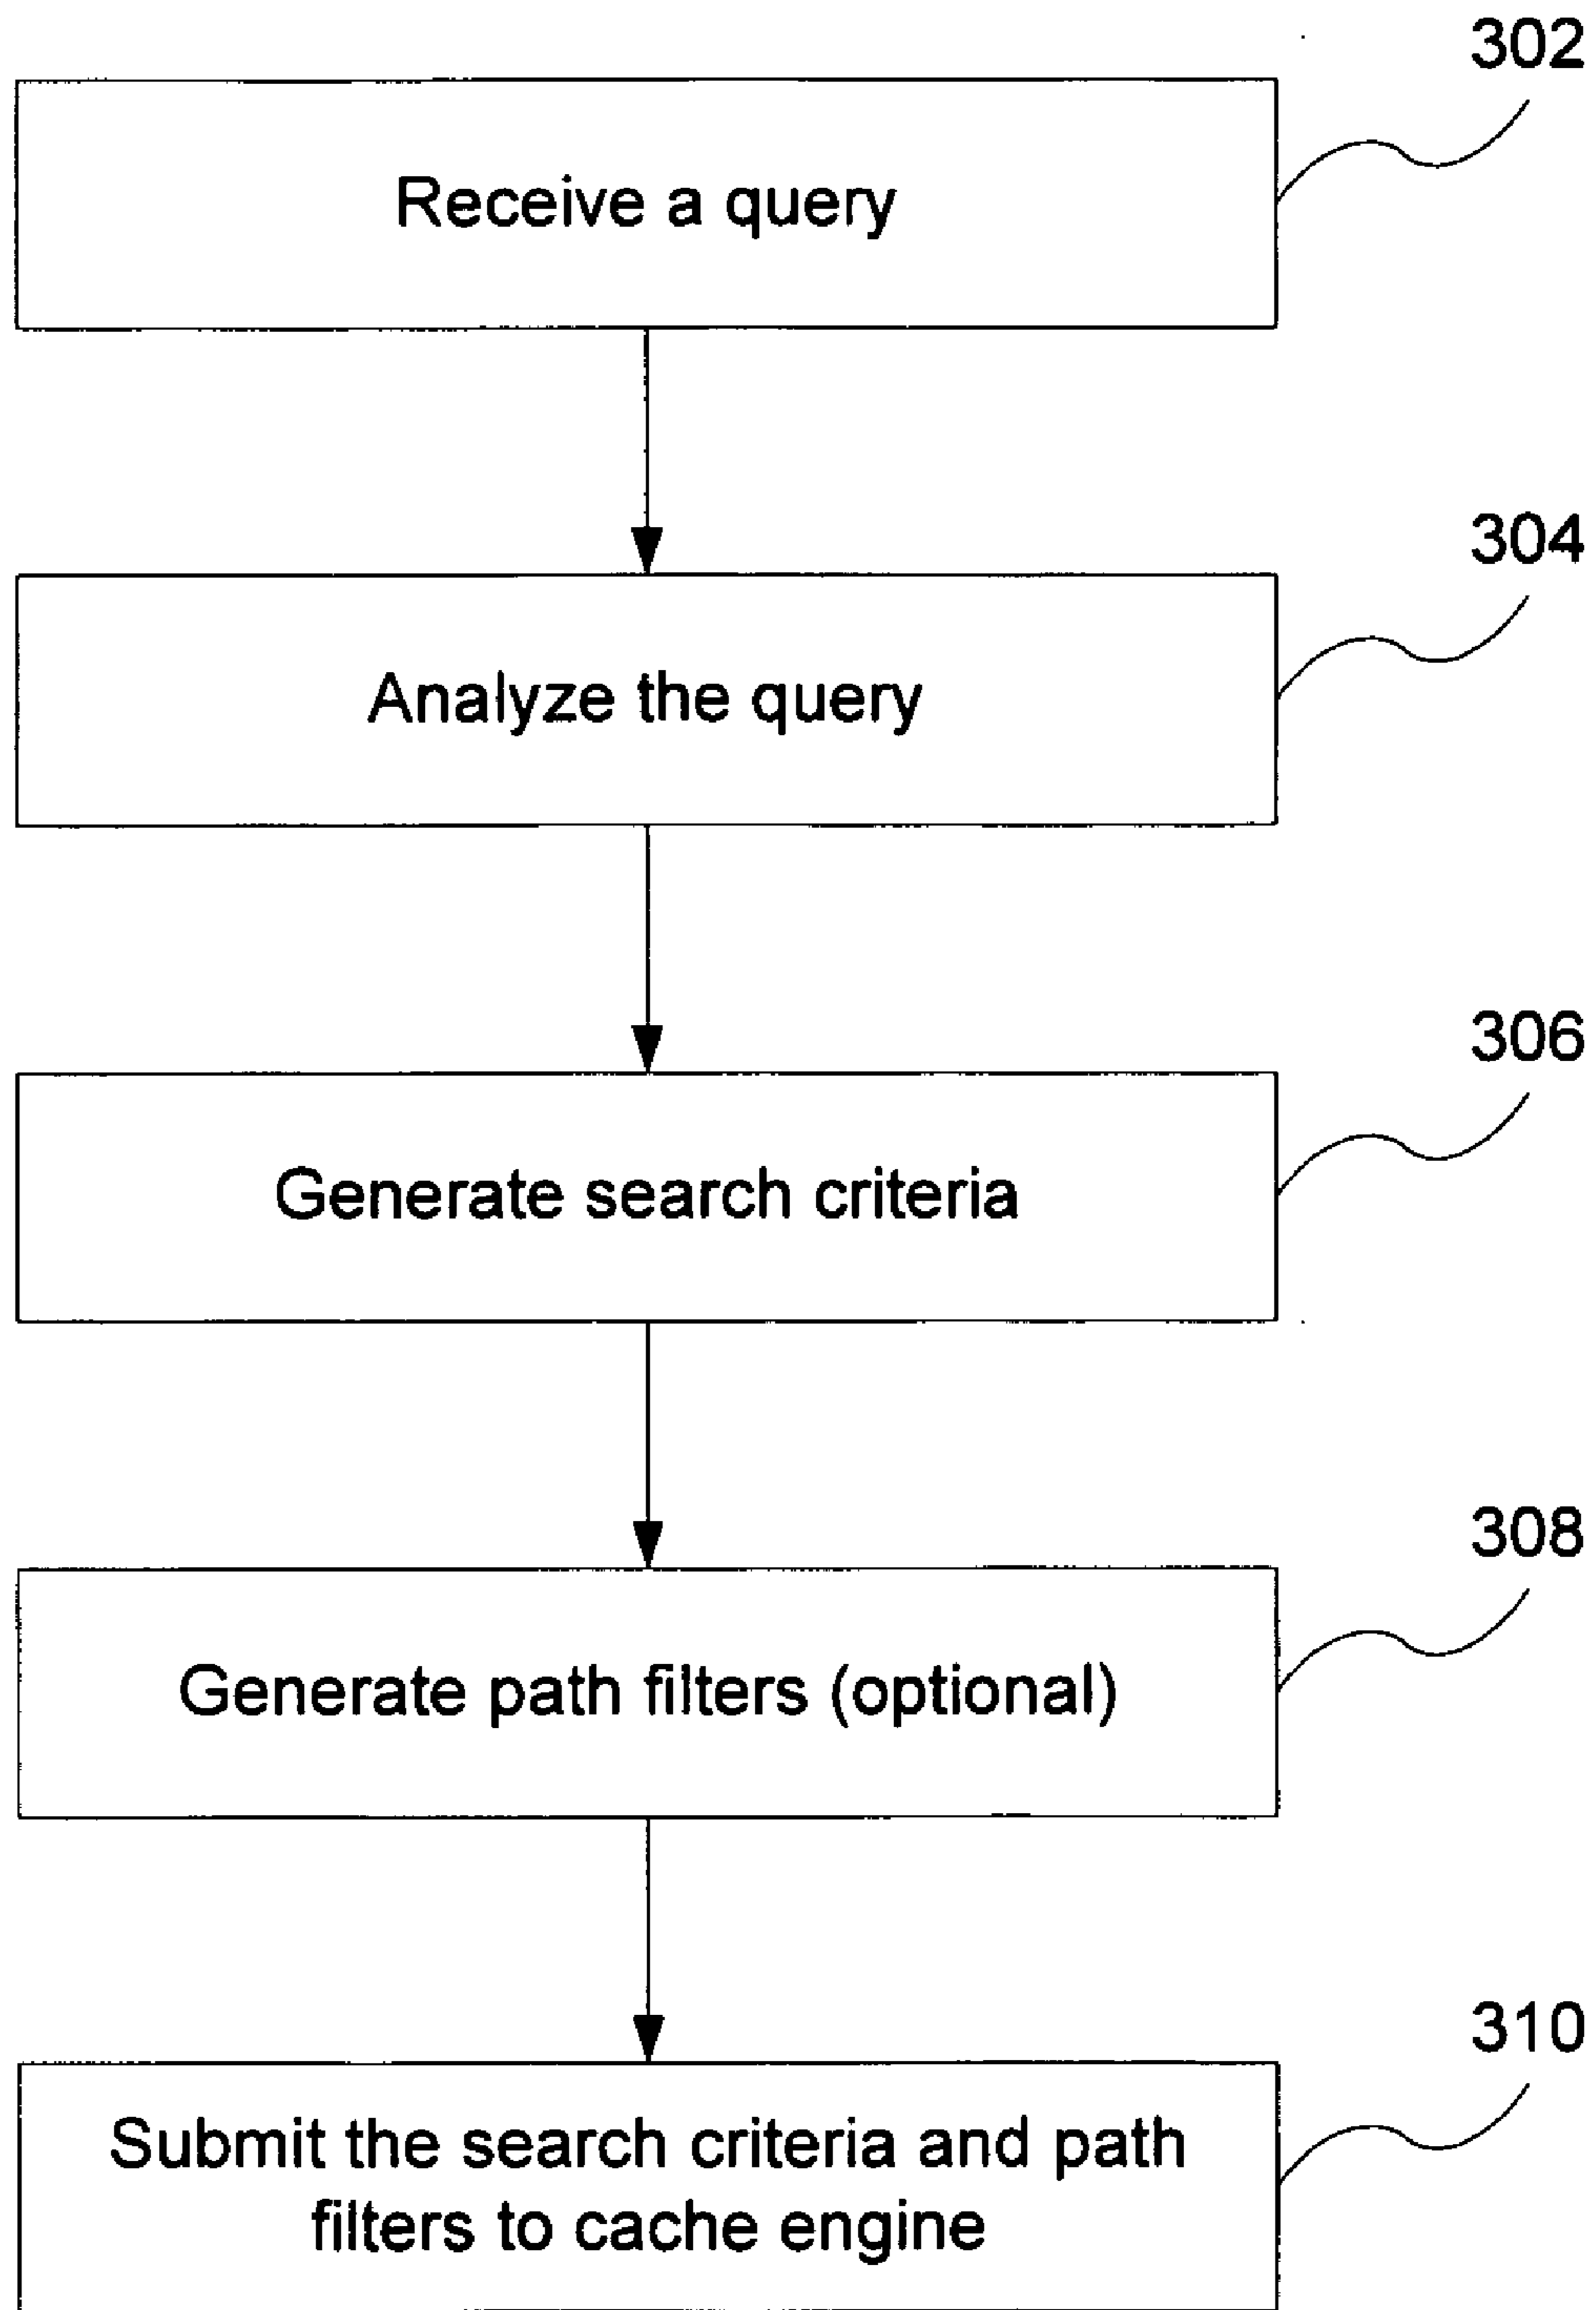 302
Receive a query
304
Analyze the query
306
Generate search criteria
308
Generate path filters (optional)
310
Submit the search criteria and path
filters to cache engine